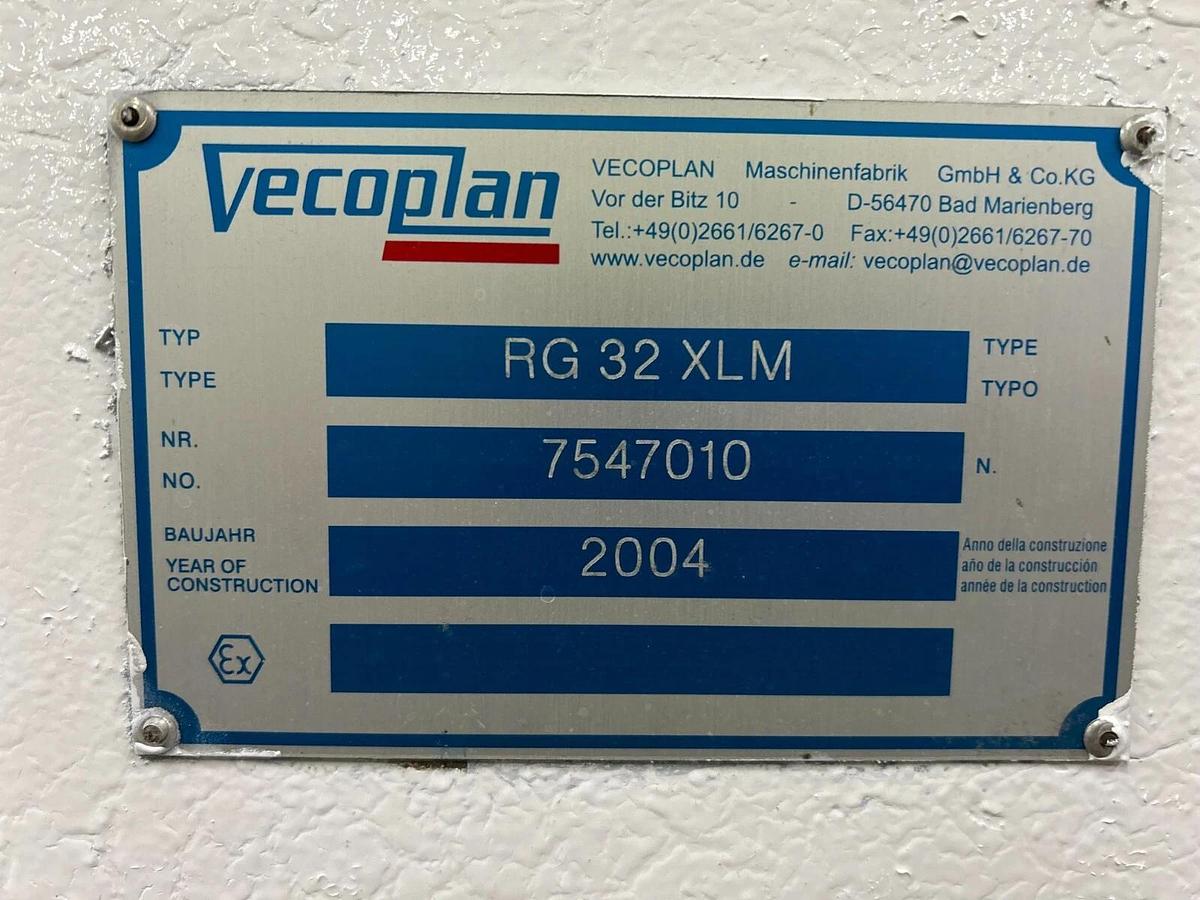 vecoplan
VECOPLAN Maschinenfabrik GmbH & Co.KG
Vor der Bitz 10 - D-56470 Bad Marienberg
Tel.:+49(0)2661/6267-0 Fax:+49(0)2661/6267-70
www.vecoplan.de e-mail: vecoplan@vecoplan.de
TYP
TYPE
RG 32 XLM
TYPE
TYPO
NR.
NO.
7547010
N.
BAUJAHR
YEAR OF
CONSTRUCTION
2004
Anno della construzione
año de la construcción
année de la construction
Ex